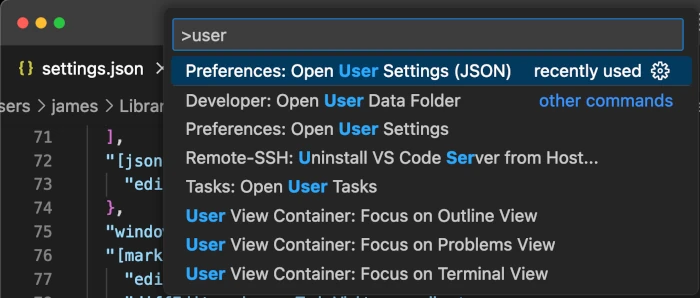 >user
{} settings.json ×
Preferences: Open User Settings (JSON) recently used
sers > james > Librar
Developer: Open User Data Folder other commands
Preferences: Open User Settings
71 ],
Remote-SSH: Uninstall VS Code Server from Host...
72 "[json
73 "edi
Tasks: Open User Tasks
74 },
User View Container: Focus on Outline View
75 "window
User View Container: Focus on Problems View
76 "[mark
77 "edi
User View Container: Focus on Terminal View